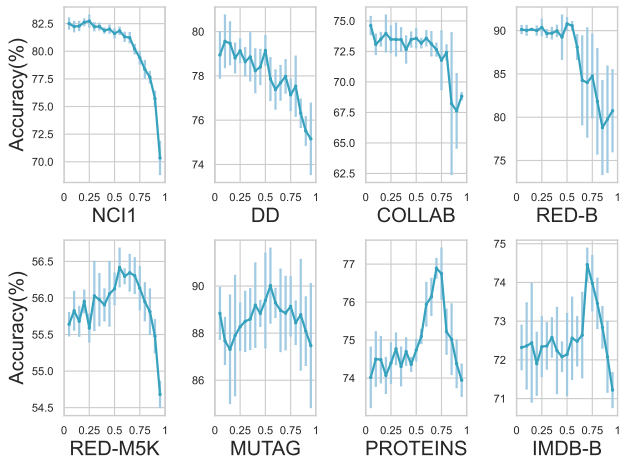 Accuracy(%)
82.5
80.0
77.5
75.0
72.5
70.0
0 0.25 0.5 0.75 1
NCI1
80
78
76
74
0 0.25 0.5 0.75 1
DD
75.0
72.5
70.0
67.5
65.0
62.5
0 0.25 0.5 0.75 1
COLLAB
90
85
80
75
0 0.25 0.5 0.75 1
RED-B
Accuracy(%)
56.5
56.0
55.5
55.0
54.5
0 0.25 0.5 0.75 1
RED-M5K
90
88
86
0 0.25 0.5 0.75 1
MUTAG
77
76
75
74
0 0.25 0.5 0.75 1
PROTEINS
75
74
73
72
71
0 0.25 0.5 0.75 1
IMDB-B